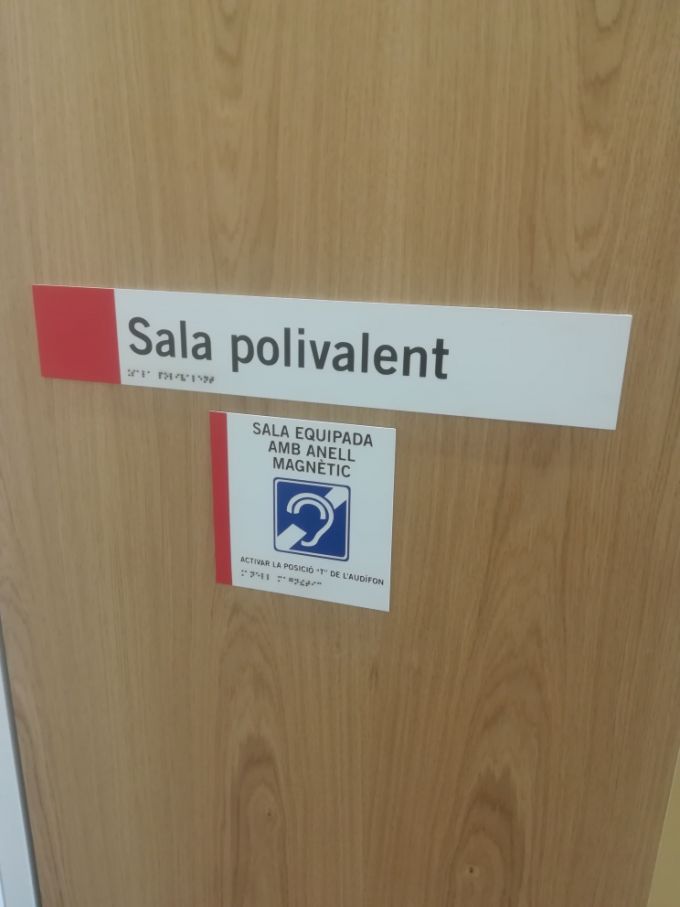 Sala polivalent
SALA EQUIPADA
AMB ANELL
MAGNÈTIC
ACTIVAR LA POSICIÓ "T" DE L'AUDÍFON